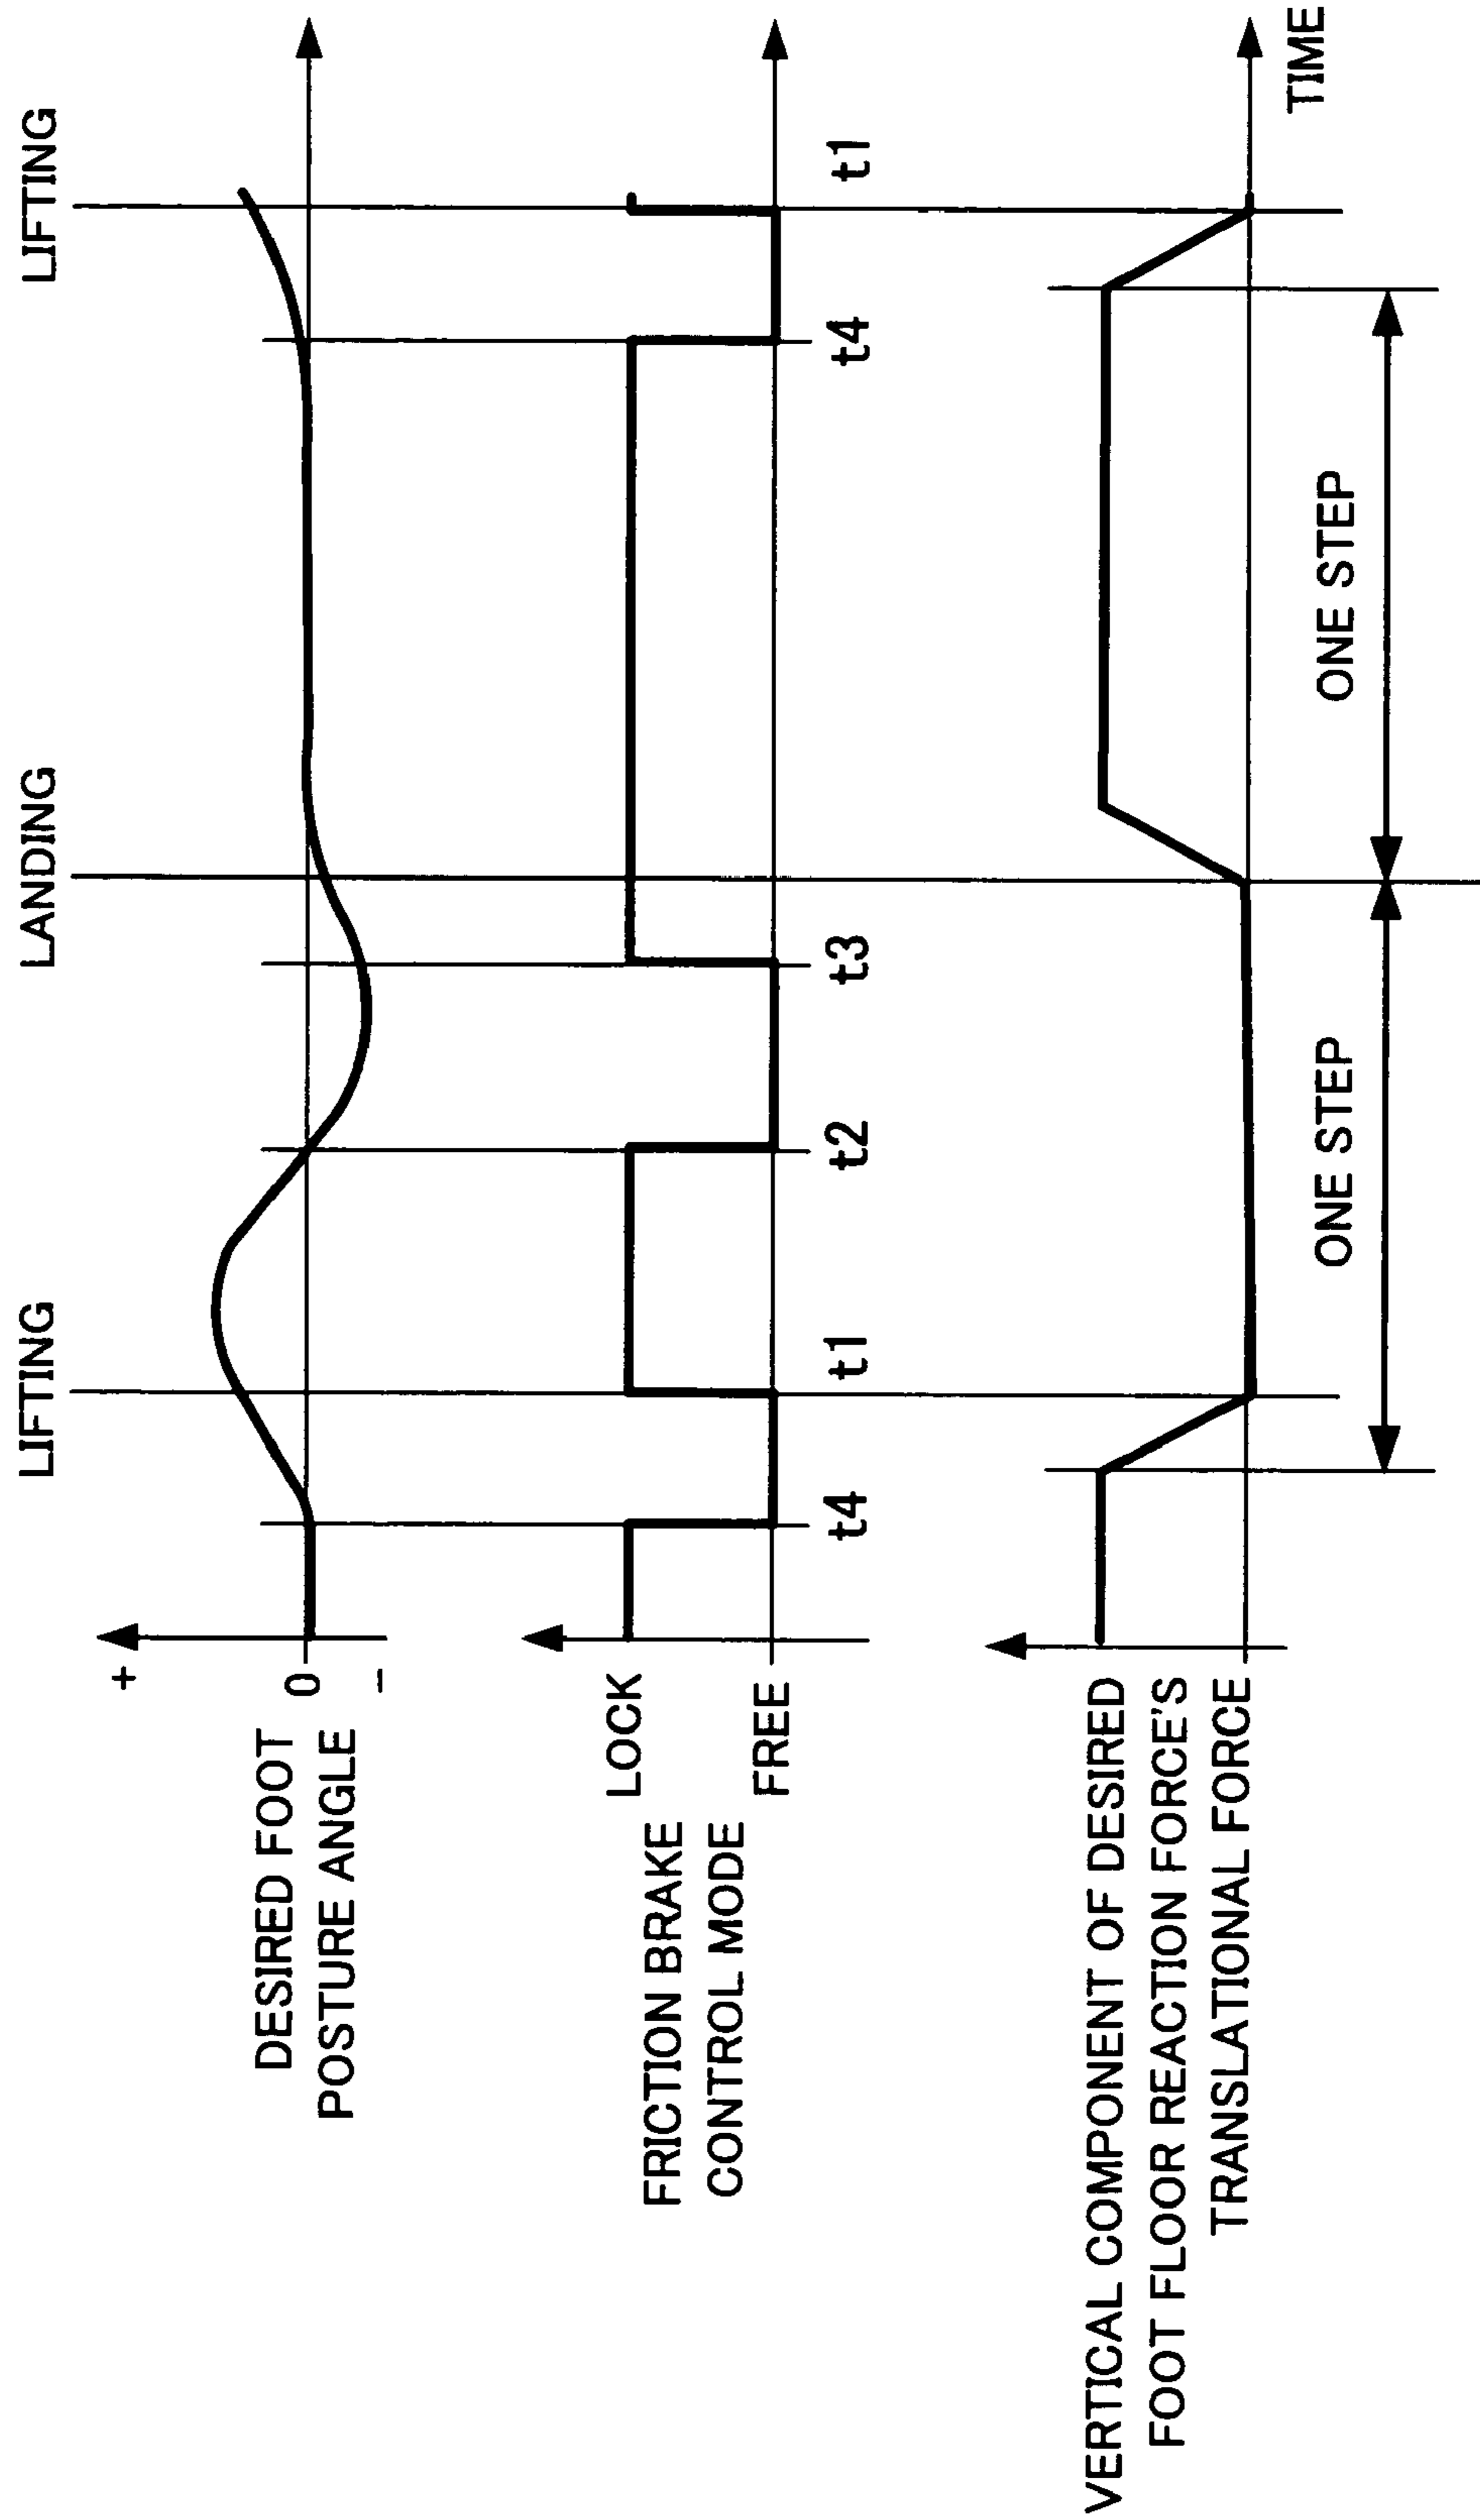 LIFTING
LANDING
LIFTING
+
DESIRED FOOT
POSTURE ANGLE
0
−
LOCK
FRICTION BRAKE
CONTROL MODE
FREE
t4
t1
t2
t3
t4
t1
VERTICAL COMPONENT OF DESIRED
FOOT FLOOR REACTION FORCE'S
TRANSLATIONAL FORCE
TIME
ONE STEP
ONE STEP